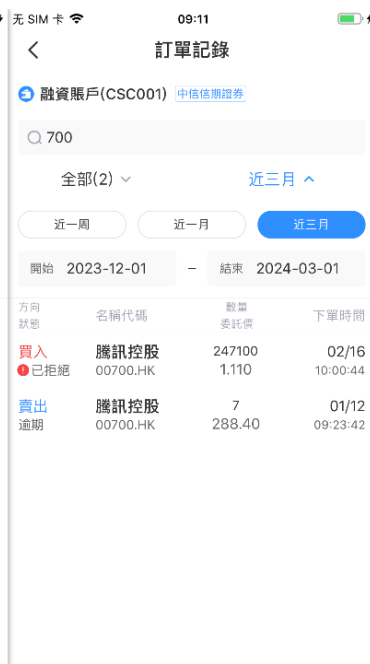 无 SIM 卡 09:11
訂單記錄
融資賬戶(CSC001) 中信信期證券
700
全部(2) 近三月
近一周 近一月 近三月
開始 2023-12-01 – 結束 2024-03-01
方向 名稱代碼 數量 下單時間
狀態 委託價
買入 騰訊控股 247100 02/16
已拒絕 00700.HK 1.110 10:00:44
賣出 騰訊控股 7 01/12
逾期 00700.HK 288.40 09:23:42